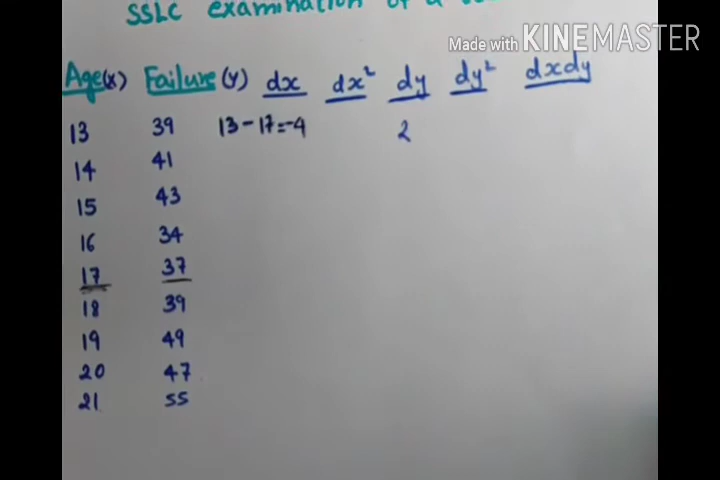 SSLC examination of a
Made with KINEMASTER
Age(x) Failure (y) dx dx² dy dy² dxdy
13 39 13-17=-4 2
14 41
15 43
16 34
17 37
18 39
19 49
20 47
21 55